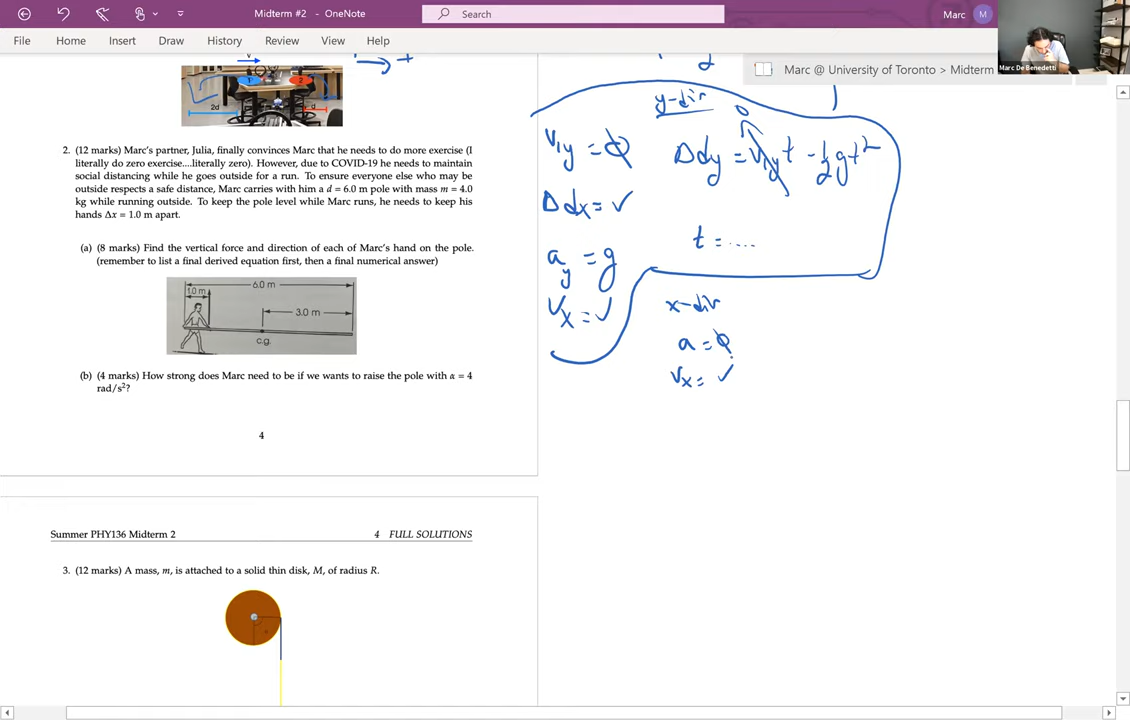 Midterm #2 - OneNote
Search
Marc
M
File Home Insert Draw History Review View Help
Marc De Benedetti
Marc @ University of Toronto > Midterm
v
+
1
2
2d
d
2. (12 marks) Marc's partner, Julia, finally convinces Marc that he needs to do more exercise (I
literally do zero exercise....literally zero). However, due to COVID-19 he needs to maintain
social distancing while he goes outside for a run. To ensure everyone else who may be
outside respects a safe distance, Marc carries with him a d = 6.0 m pole with mass m = 4.0
kg while running outside. To keep the pole level while Marc runs, he needs to keep his
hands Δx = 1.0 m apart.
(a) (8 marks) Find the vertical force and direction of each of Marc's hand on the pole.
(remember to list a final derived equation first, then a final numerical answer)
6.0 m
1.0 m
3.0 m
c.g.
(b) (4 marks) How strong does Marc need to be if we wants to raise the pole with α = 4
rad/s²?
4
Summer PHY136 Midterm 2 4 FULL SOLUTIONS
3. (12 marks) A mass, m, is attached to a solid thin disk, M, of radius R.
y-dir
V1y = 0
Δdx = ✓
ay = g
Vx = ✓
0
Δdy = V1y t - ½gt²
t = ....
x-dir
a = 0
Vx = ✓